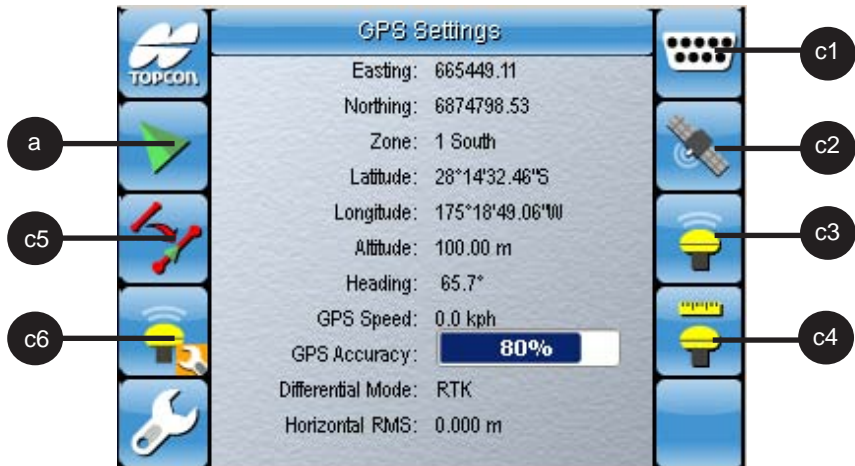 GPS Settings
TOPCON
Easting: 665449.11
Northing: 6874798.53
Zone: 1 South
Latitude: 28°14'32.46"S
Longitude: 175°18'49.06"W
Altitude: 100.00 m
Heading: 65.7°
GPS Speed: 0.0 kph
GPS Accuracy: 80%
Differential Mode: RTK
Horizontal RMS: 0.000 m
a
c5
c6
c1
c2
c3
c4